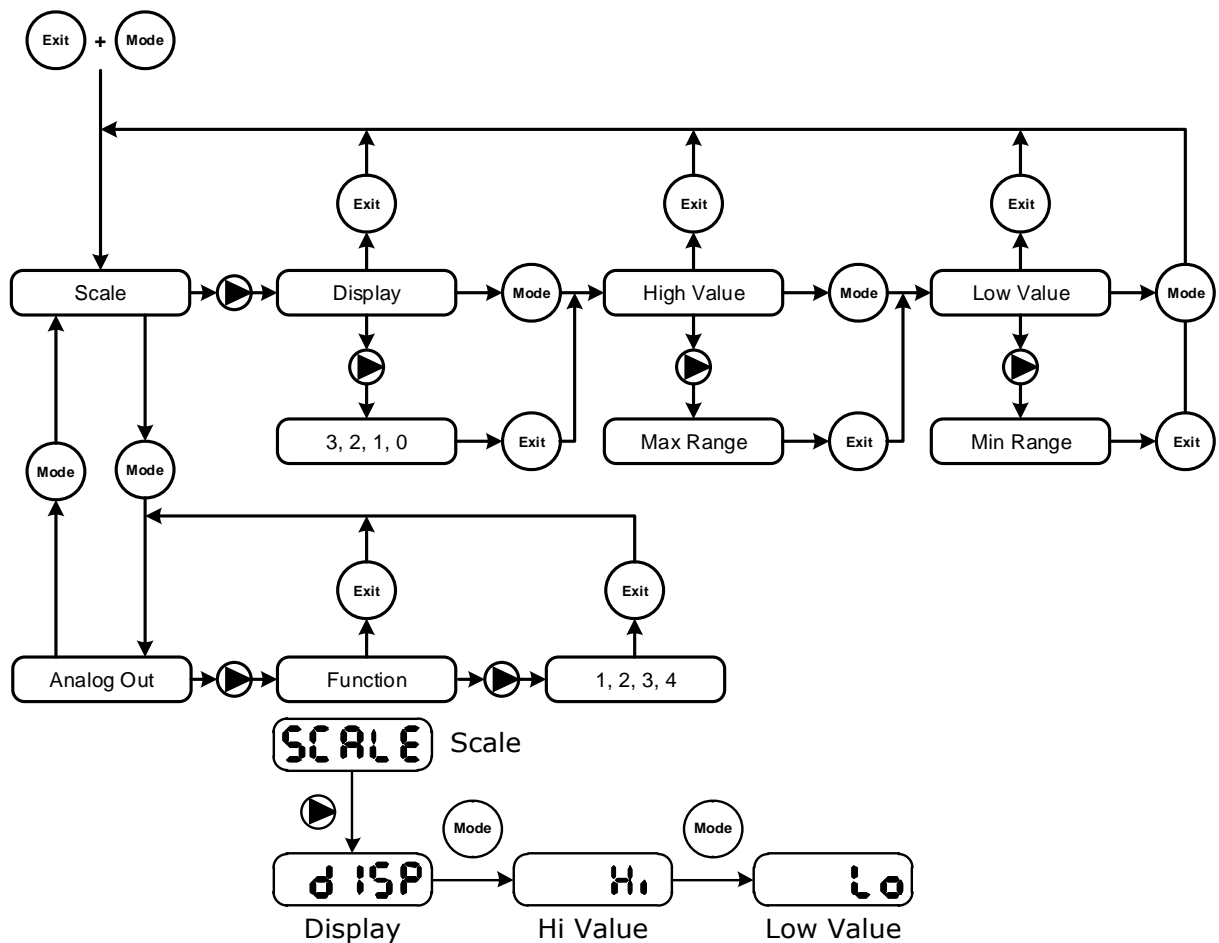 Exit + Mode
Exit Exit Exit
Scale Display Mode High Value Mode Low Value Mode
3, 2, 1, 0 Exit Max Range Exit Min Range Exit
Mode Mode
Exit Exit
Analog Out Function 1, 2, 3, 4
SCALE Scale
Mode Mode
dISP Hi Lo
Display Hi Value Low Value